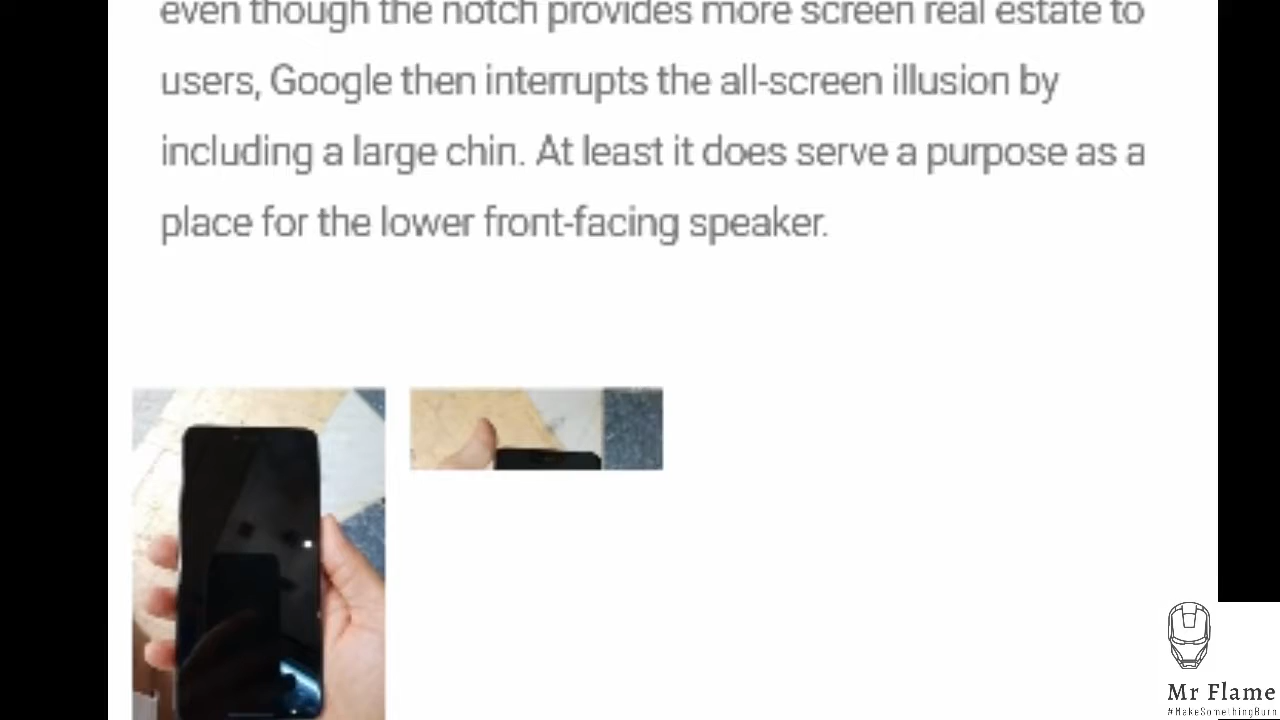 even though the notch provides more screen real estate to
users, Google then interrupts the all-screen illusion by
including a large chin. At least it does serve a purpose as a
place for the lower front-facing speaker.
Mr Flame
#MakeSomethingBurn